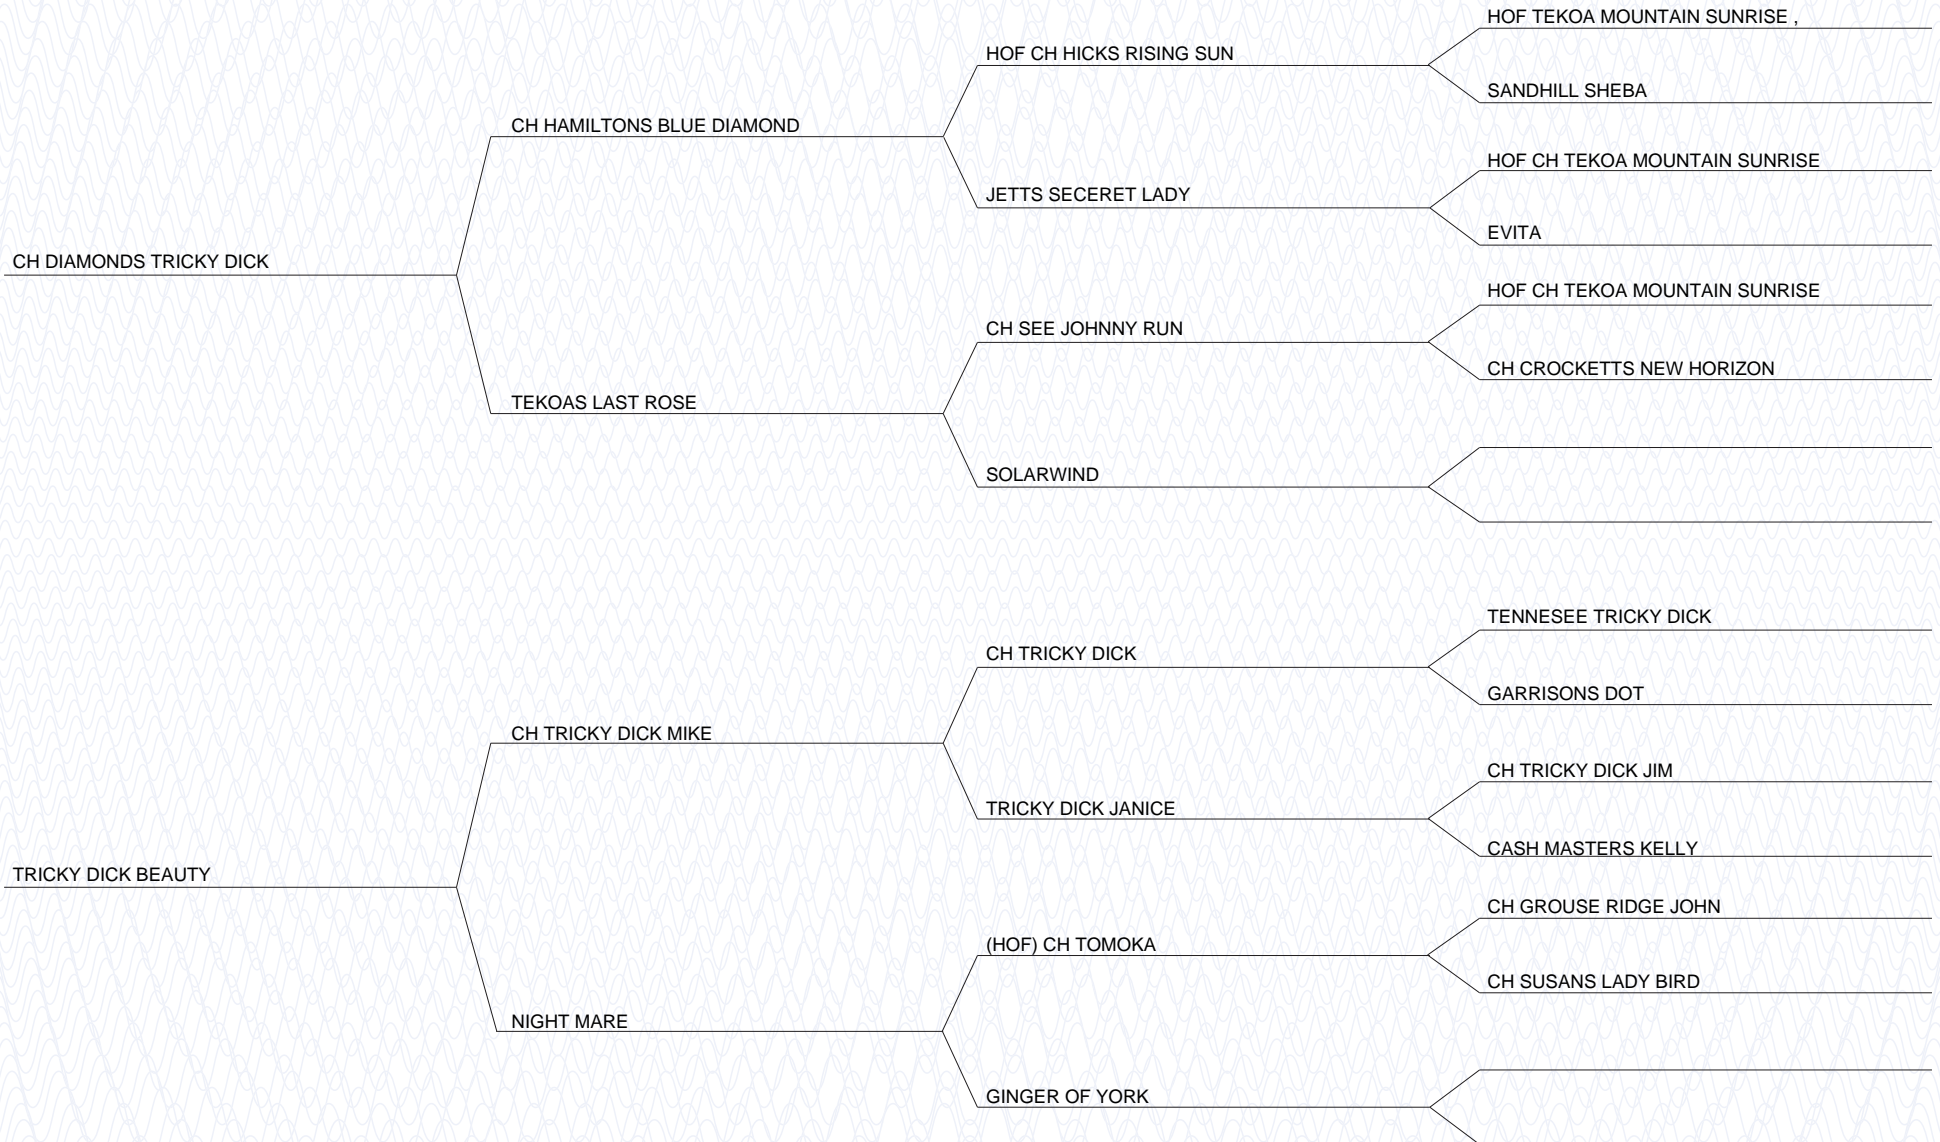 HOF TEKOA MOUNTAIN SUNRISE ,
HOF CH HICKS RISING SUN
SANDHILL SHEBA
CH HAMILTONS BLUE DIAMOND
HOF CH TEKOA MOUNTAIN SUNRISE
JETTS SECERET LADY
EVITA
CH DIAMONDS TRICKY DICK
HOF CH TEKOA MOUNTAIN SUNRISE
CH SEE JOHNNY RUN
CH CROCKETTS NEW HORIZON
TEKOAS LAST ROSE
SOLARWIND
TENNESEE TRICKY DICK
CH TRICKY DICK
GARRISONS DOT
CH TRICKY DICK MIKE
CH TRICKY DICK JIM
TRICKY DICK JANICE
CASH MASTERS KELLY
TRICKY DICK BEAUTY
CH GROUSE RIDGE JOHN
(HOF) CH TOMOKA
CH SUSANS LADY BIRD
NIGHT MARE
GINGER OF YORK